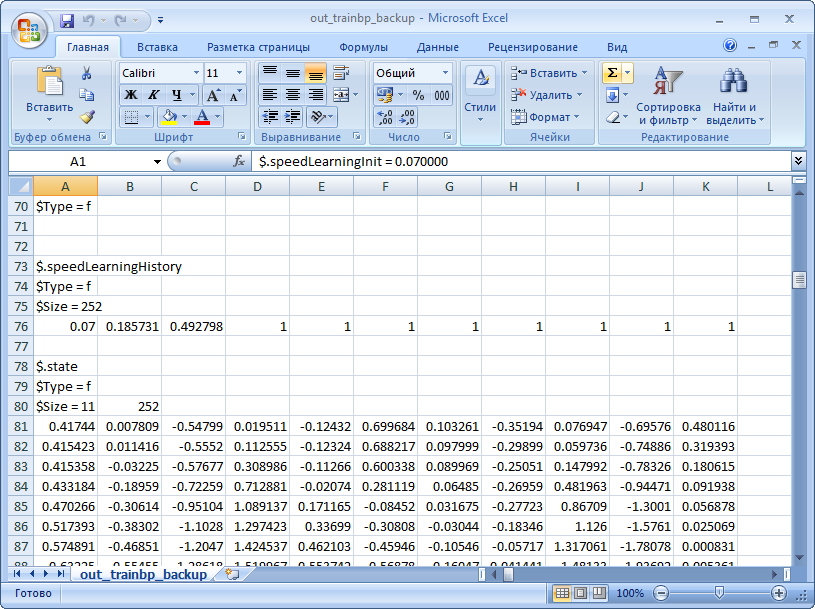 out_trainbp_backup - Microsoft Excel
Главная Вставка Разметка страницы Формулы Данные Рецензирование Вид
Calibri 11 Общий Вставить Σ
Вставить Ж К Ч А А % 000 Стили Удалить Сортировка и фильтр Найти и выделить
Формат
Буфер обмена Шрифт Выравнивание Число Ячейки Редактирование
A1 fx $.speedLearningInit = 0.070000
A B C D E F G H I J K L
70 $Type = f
71
72
73 $.speedLearningHistory
74 $Type = f
75 $Size = 252
76 0.07 0.185731 0.492798 1 1 1 1 1 1 1 1
77
78 $.state
79 $Type = f
80 $Size = 11 252
81 0.41744 0.007809 -0.54799 0.019511 -0.12432 0.699684 0.103261 -0.35194 0.076947 -0.69576 0.480116
82 0.415423 0.011416 -0.5552 0.112555 -0.12324 0.688217 0.097999 -0.29899 0.059736 -0.74886 0.319393
83 0.415358 -0.03225 -0.57677 0.308986 -0.11266 0.600338 0.089969 -0.25051 0.147992 -0.78326 0.180615
84 0.433184 -0.18959 -0.72259 0.712881 -0.02074 0.281119 0.06485 -0.26959 0.481963 -0.94471 0.091938
85 0.470266 -0.30614 -0.95104 1.089137 0.171165 -0.08452 0.031675 -0.27723 0.86709 -1.3001 0.056878
86 0.517393 -0.38302 -1.1028 1.297423 0.33699 -0.30808 -0.03044 -0.18346 1.126 -1.5761 0.025069
87 0.574891 -0.46851 -1.2047 1.424537 0.462103 -0.45946 -0.10546 -0.05717 1.317061 -1.78078 0.000831
out_trainbp_backup
Готово 100%